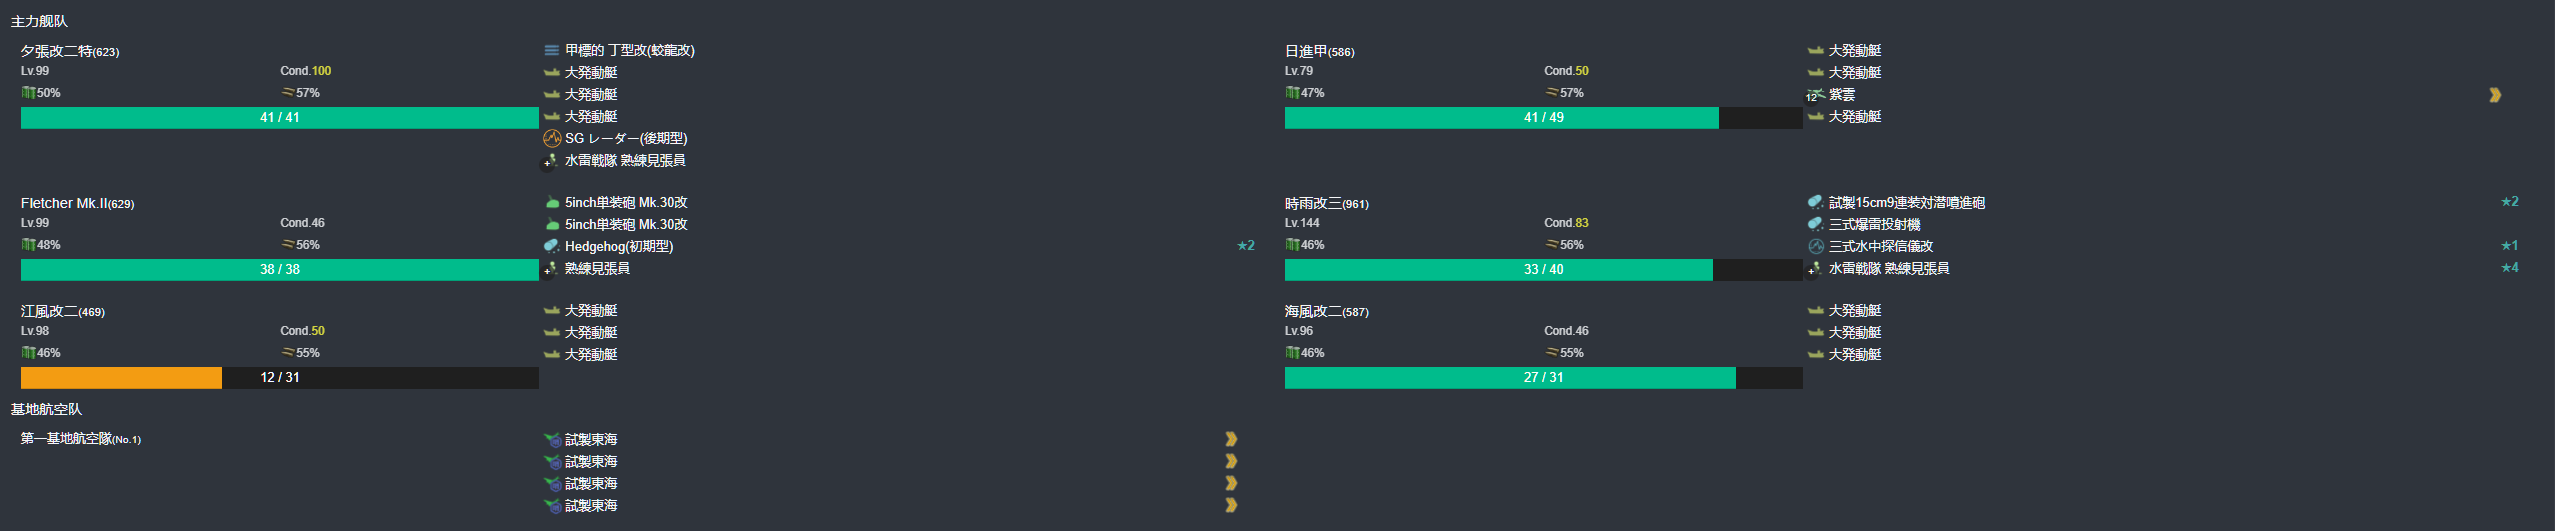 主力舰队
夕張改二特(623)
Lv.99 Cond.100
50% 57%
41 / 41
甲標的 丁型改(蛟龍改)
大発動艇
大発動艇
大発動艇
SG レーダー(後期型)
+ 水雷戦隊 熟練見張員
日進甲(586)
Lv.79 Cond.50
47% 57%
41 / 49
大発動艇
大発動艇
12 紫雲
大発動艇
Fletcher Mk.II(629)
Lv.99 Cond.46
48% 56%
38 / 38
5inch単装砲 Mk.30改
5inch単装砲 Mk.30改
Hedgehog(初期型) ★2
+ 熟練見張員
時雨改三(961)
Lv.144 Cond.83
46% 56%
33 / 40
試製15cm9連装対潜噴進砲 ★2
三式爆雷投射機
三式水中探信儀改 ★1
+ 水雷戦隊 熟練見張員 ★4
江風改二(469)
Lv.98 Cond.50
46% 55%
12 / 31
大発動艇
大発動艇
大発動艇
海風改二(587)
Lv.96 Cond.46
46% 55%
27 / 31
大発動艇
大発動艇
大発動艇
基地航空队
第一基地航空隊(No.1)
試製東海
試製東海
試製東海
試製東海